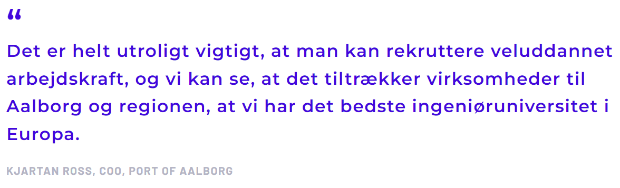 “
Det er helt utroligt vigtigt, at man kan rekruttere veluddannet
arbejdskraft, og vi kan se, at det tiltrækker virksomheder til
Aalborg og regionen, at vi har det bedste ingeniøruniversitet i
Europa.
KJARTAN ROSS, COO, PORT OF AALBORG